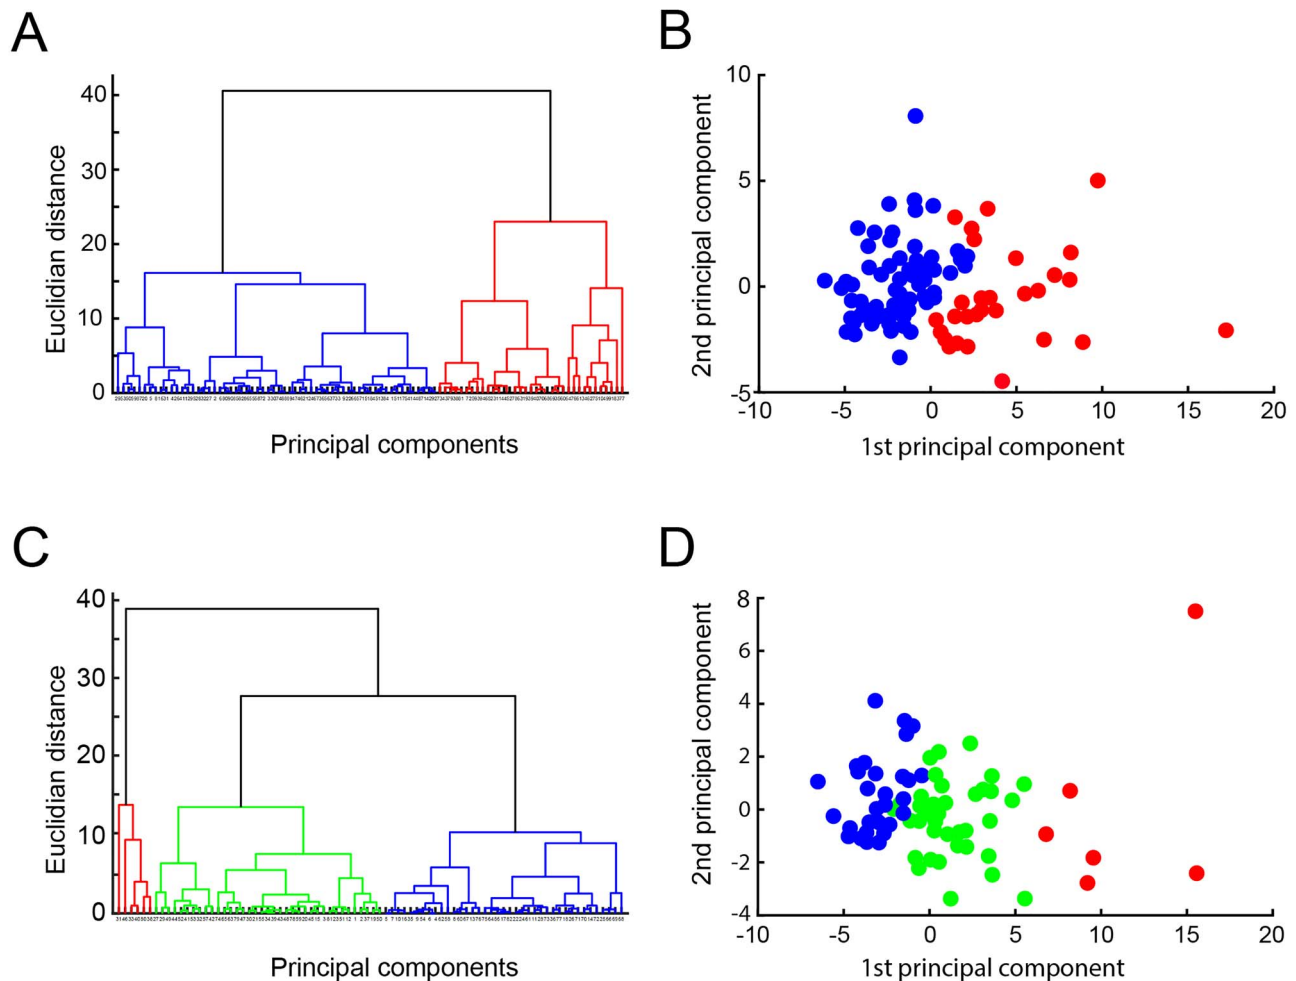 A
B
40
30
20
10
0
Euclidian distance
Principal components
10
5
0
-5
2nd principal component
-10 -5 0 5 10 15 20
1st principal component
C
D
40
30
20
10
0
Euclidian distance
Principal components
8
6
4
2
0
-2
-4
2nd principal component
-10 -5 0 5 10 15 20
1st principal component